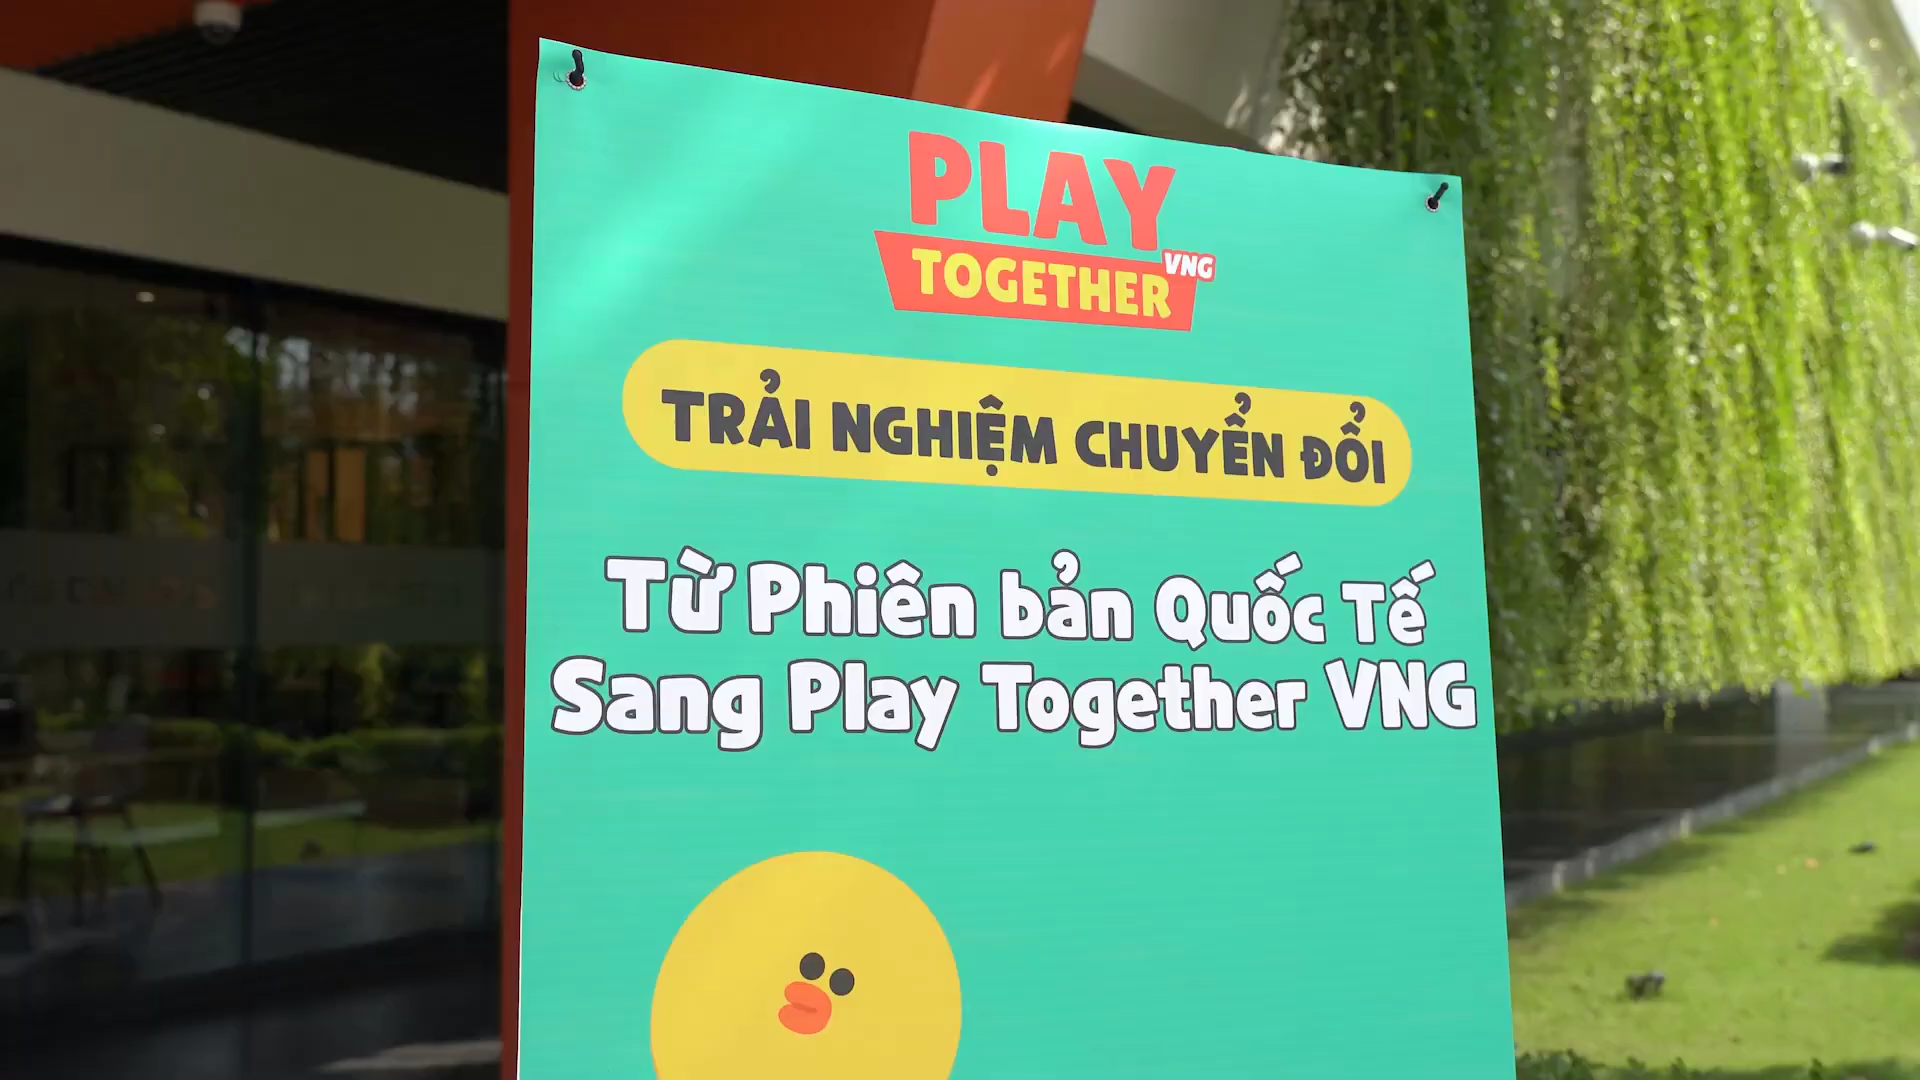 PLAY
TOGETHER
VNG
TRẢI NGHIỆM CHUYỂN ĐỔI
Từ Phiên bản Quốc Tế
Sang Play Together VNG